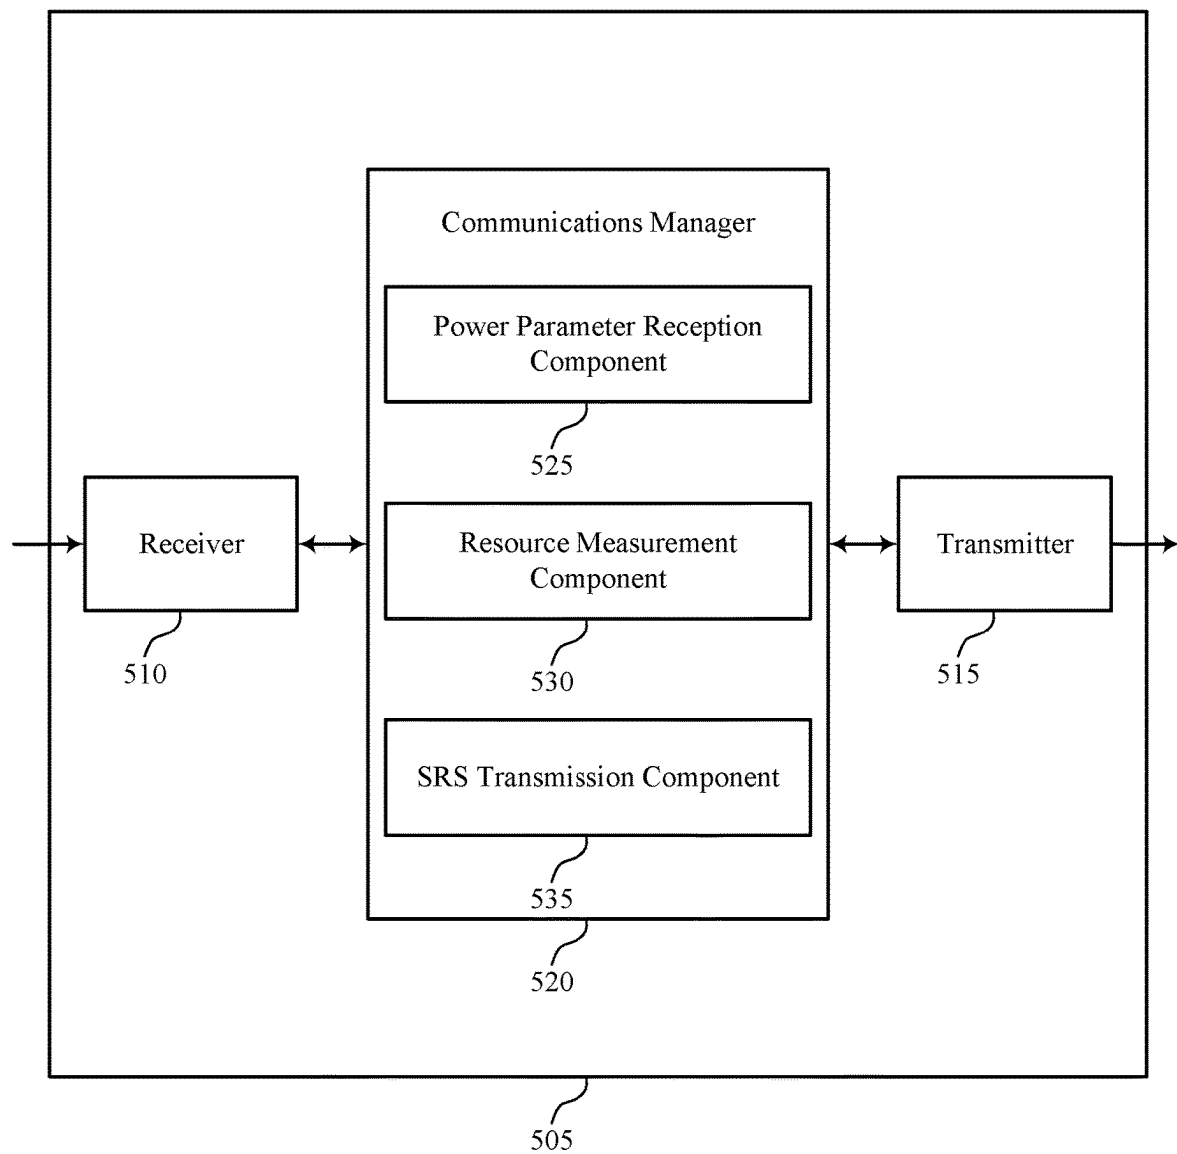 Communications Manager
Power Parameter Reception
Component
525
Receiver
510
Resource Measurement
Component
530
Transmitter
515
SRS Transmission Component
535
520
505